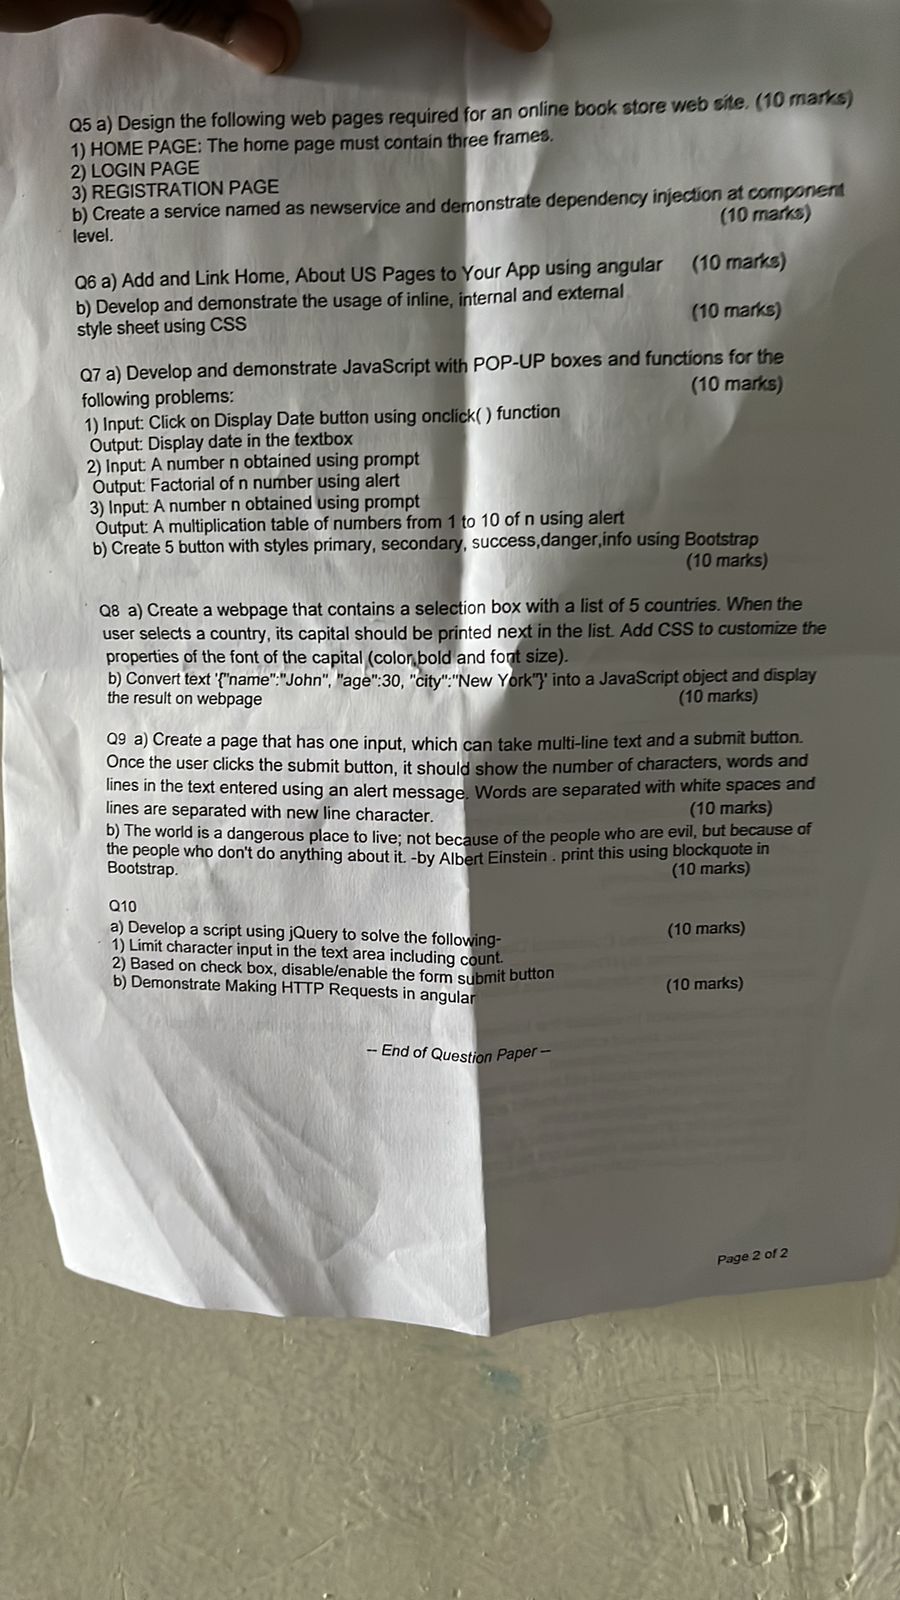 Q5 a) Design the following web pages required for an online book store web site. (10 marks)
1) HOME PAGE: The home page must contain three frames.
2) LOGIN PAGE
3) REGISTRATION PAGE
b) Create a service named as newservice and demonstrate dependency injection at component
level. (10 marks)
Q6 a) Add and Link Home, About US Pages to Your App using angular (10 marks)
b) Develop and demonstrate the usage of inline, internal and external
style sheet using CSS (10 marks)
Q7 a) Develop and demonstrate JavaScript with POP-UP boxes and functions for the
following problems: (10 marks)
1) Input: Click on Display Date button using onclick( ) function
Output: Display date in the textbox
2) Input: A number n obtained using prompt
Output: Factorial of n number using alert
3) Input: A number n obtained using prompt
Output: A multiplication table of numbers from 1 to 10 of n using alert
b) Create 5 button with styles primary, secondary, success,danger,info using Bootstrap
(10 marks)
Q8 a) Create a webpage that contains a selection box with a list of 5 countries. When the
user selects a country, its capital should be printed next in the list. Add CSS to customize the
properties of the font of the capital (color,bold and font size).
b) Convert text '{"name":"John", "age":30, "city":"New York"}' into a JavaScript object and display
the result on webpage (10 marks)
Q9 a) Create a page that has one input, which can take multi-line text and a submit button.
Once the user clicks the submit button, it should show the number of characters, words and
lines in the text entered using an alert message. Words are separated with white spaces and
lines are separated with new line character. (10 marks)
b) The world is a dangerous place to live; not because of the people who are evil, but because of
the people who don't do anything about it. -by Albert Einstein . print this using blockquote in
Bootstrap. (10 marks)
Q10
a) Develop a script using jQuery to solve the following- (10 marks)
1) Limit character input in the text area including count.
2) Based on check box, disable/enable the form submit button
b) Demonstrate Making HTTP Requests in angular (10 marks)
-- End of Question Paper --
Page 2 of 2